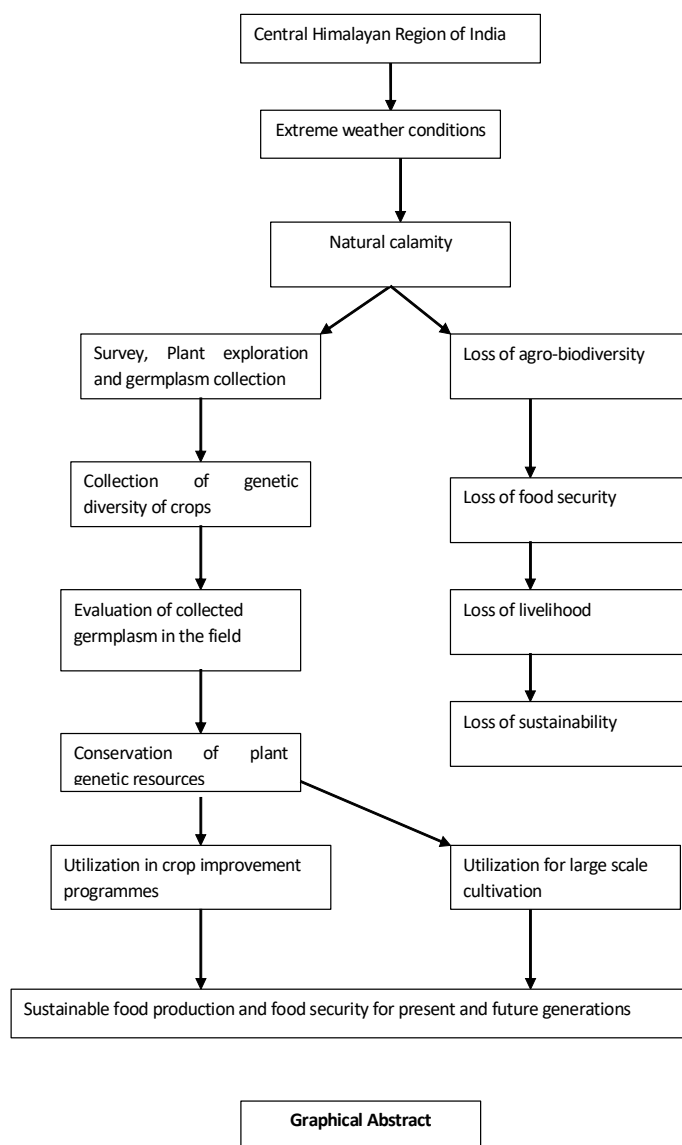 Central Himalayan Region of India
Extreme weather conditions
Natural calamity
Survey, Plant exploration
and germplasm collection
Loss of agro-biodiversity
Collection of genetic
diversity of crops
Loss of food security
Evaluation of collected
germplasm in the field
Loss of livelihood
Conservation of plant
genetic resources
Loss of sustainability
Utilization in crop improvement
programmes
Utilization for large scale
cultivation
Sustainable food production and food security for present and future generations
Graphical Abstract